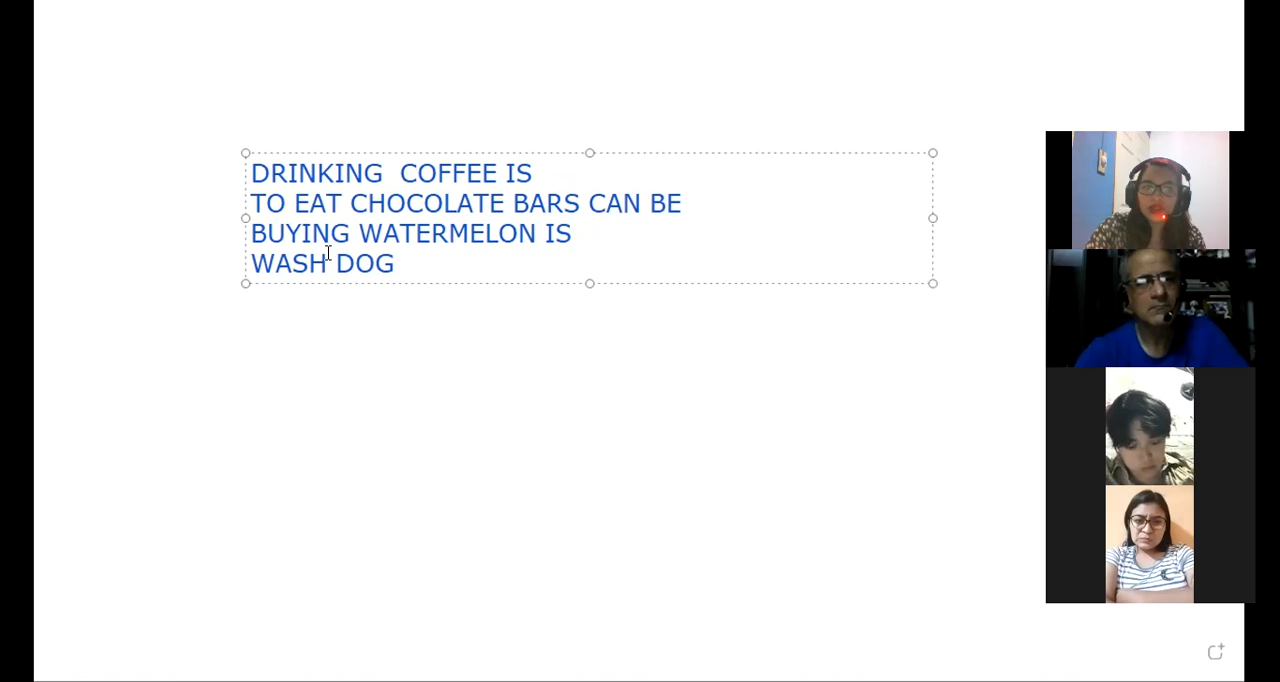 DRINKING  COFFEE IS
TO EAT CHOCOLATE BARS CAN BE
BUYING WATERMELON IS
WASH DOG